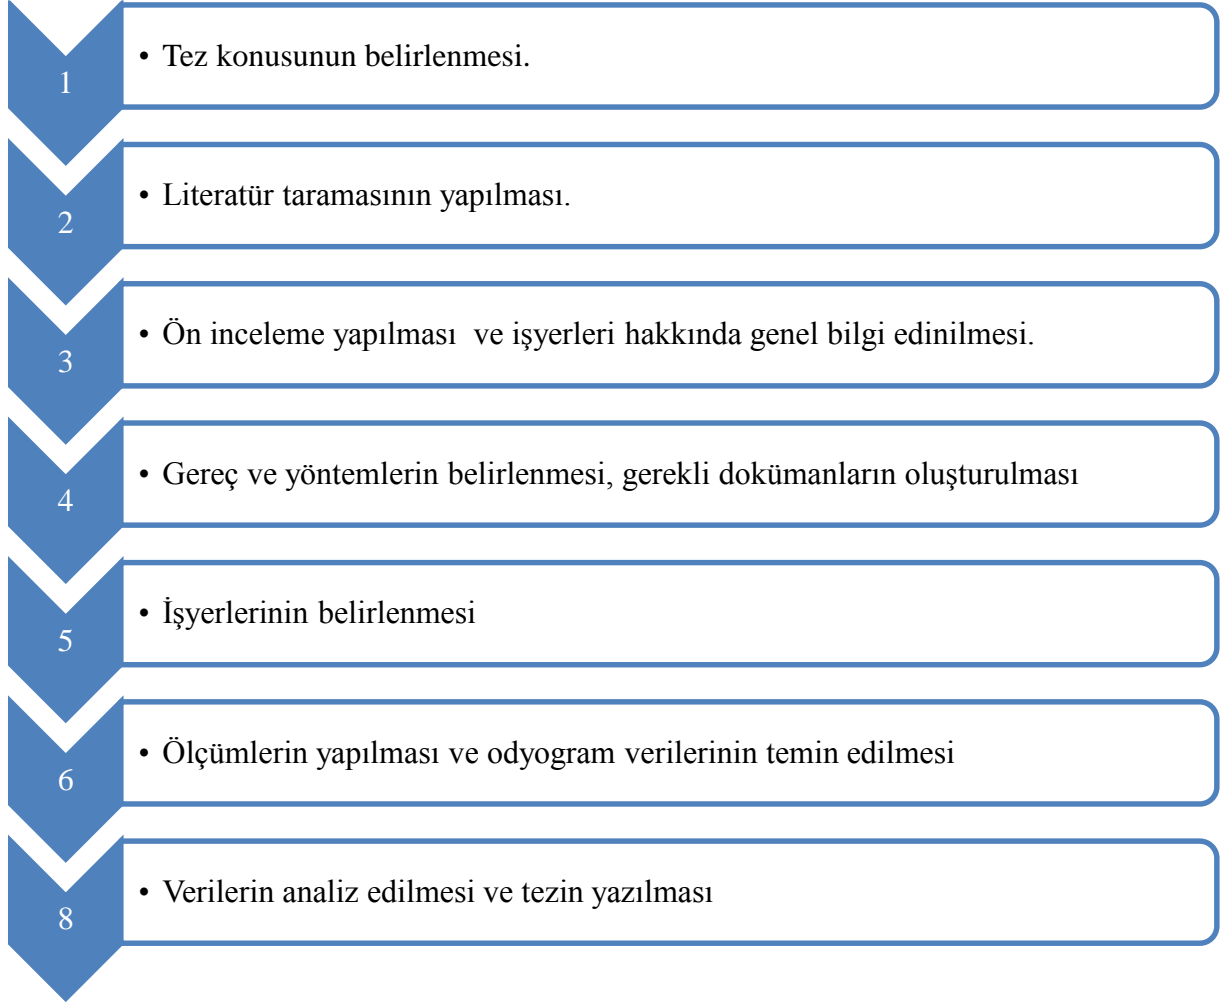 1
• Tez konusunun belirlenmesi.
2
• Literatür taramasının yapılması.
3
• Ön inceleme yapılması  ve işyerleri hakkında genel bilgi edinilmesi.
4
• Gereç ve yöntemlerin belirlenmesi, gerekli dokümanların oluşturulması
5
• İşyerlerinin belirlenmesi
6
• Ölçümlerin yapılması ve odyogram verilerinin temin edilmesi
8
• Verilerin analiz edilmesi ve tezin yazılması